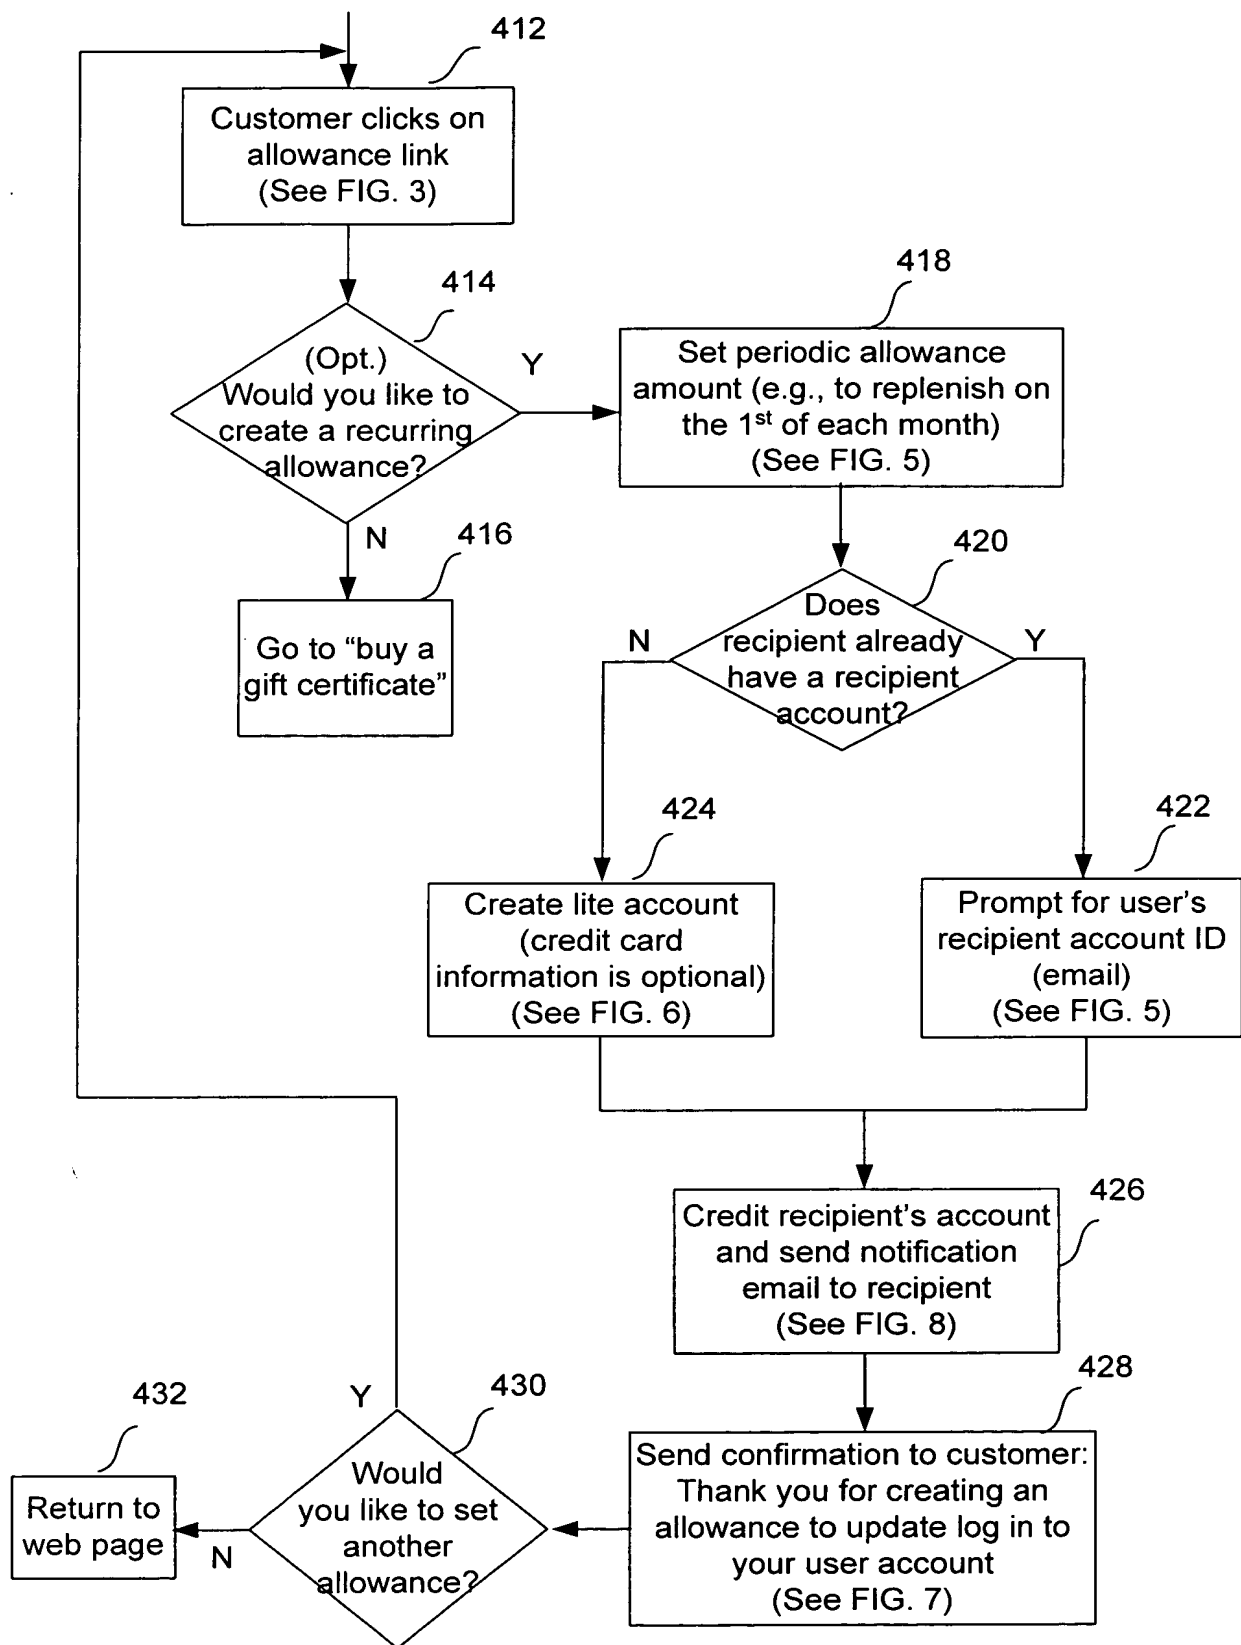 412
Customer clicks on
allowance link
(See FIG. 3)
414
(Opt.)
Would you like to
create a recurring
allowance?
Y
N
418
Set periodic allowance
amount (e.g., to replenish on
the 1st of each month)
(See FIG. 5)
416
Go to “buy a
gift certificate”
420
Does
recipient already
have a recipient
account?
N
Y
424
Create lite account
(credit card
information is optional)
(See FIG. 6)
422
Prompt for user's
recipient account ID
(email)
(See FIG. 5)
426
Credit recipient's account
and send notification
email to recipient
(See FIG. 8)
428
Send confirmation to customer:
Thank you for creating an
allowance to update log in to
your user account
(See FIG. 7)
430
Would
you like to set
another
allowance?
Y
N
432
Return to
web page